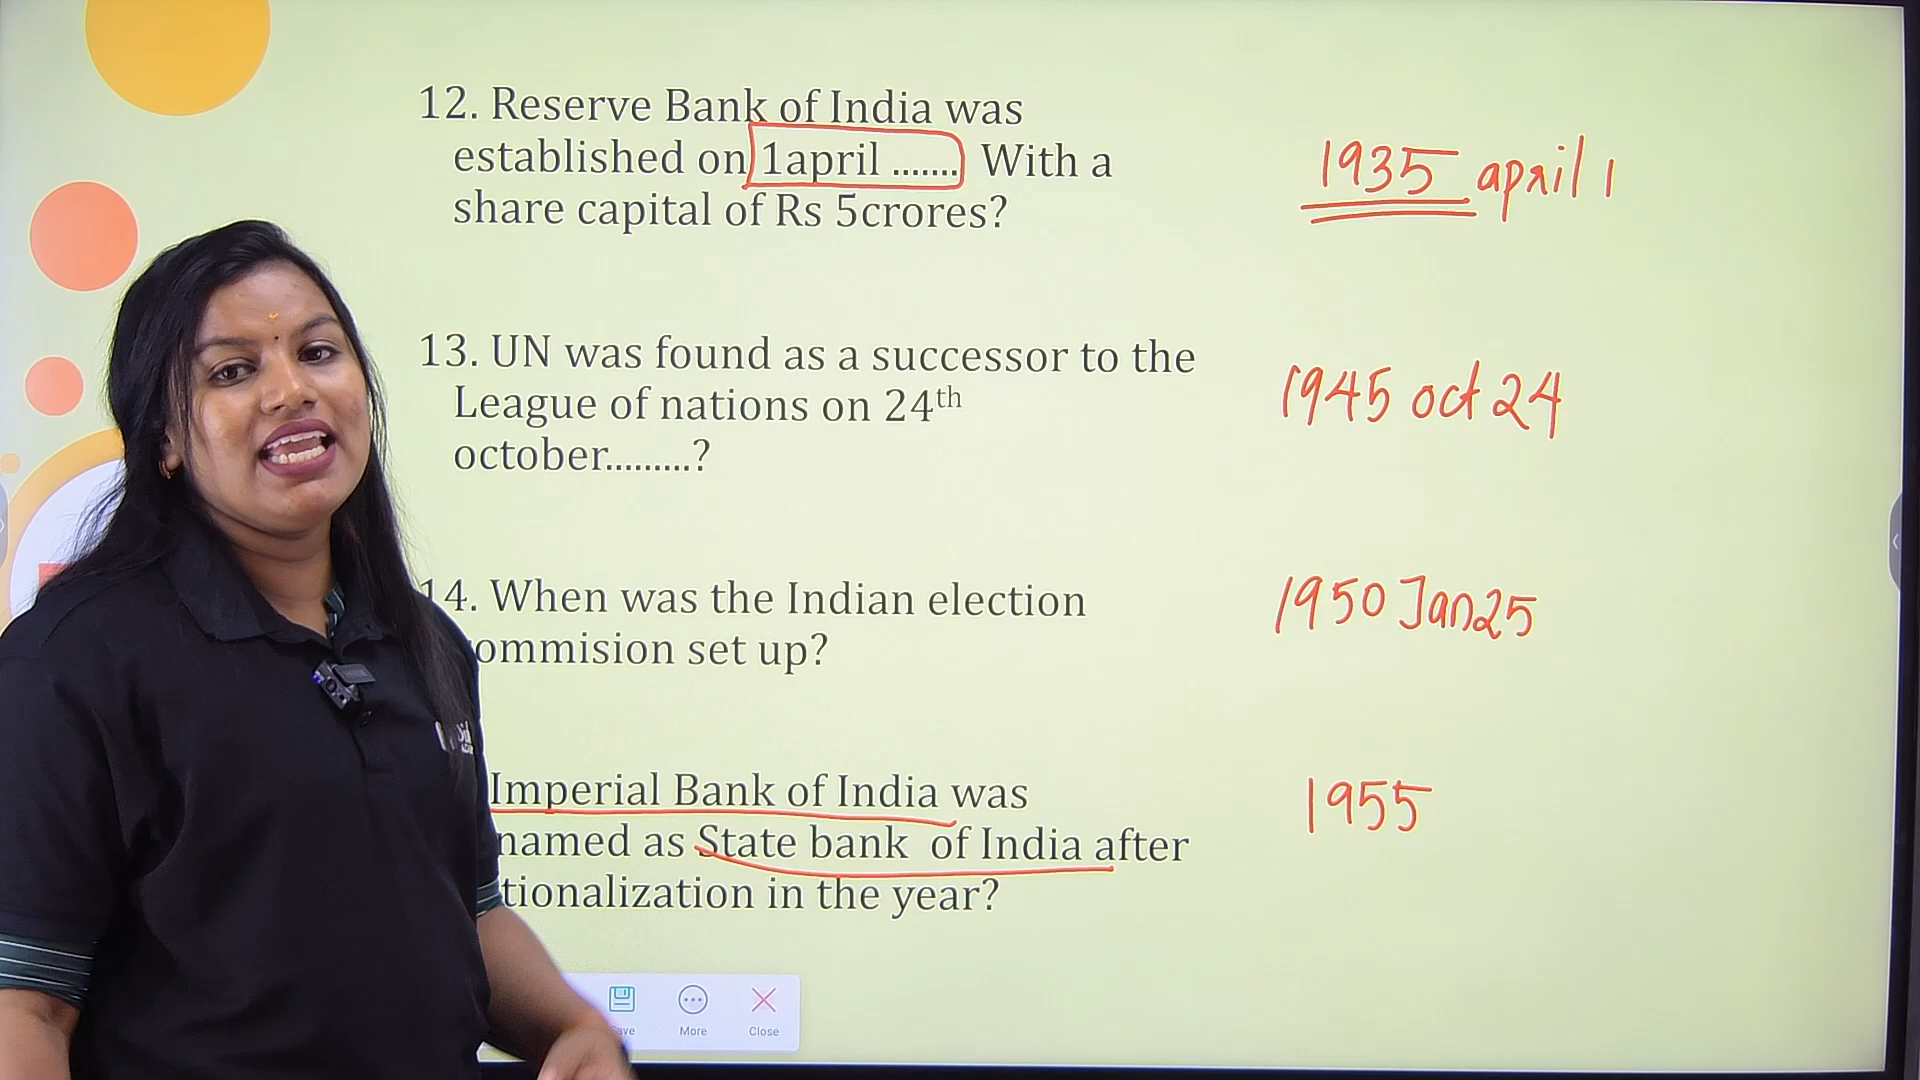 12. Reserve Bank of India was
established on 1april ....... With a
share capital of Rs 5crores?
1935 april 1
13. UN was found as a successor to the
League of nations on 24th
october.........?
1945 oct 24
14. When was the Indian election
ommision set up?
1950 Jan 25
Imperial Bank of India was
named as State bank of India after
tionalization in the year?
1955
Save More Close